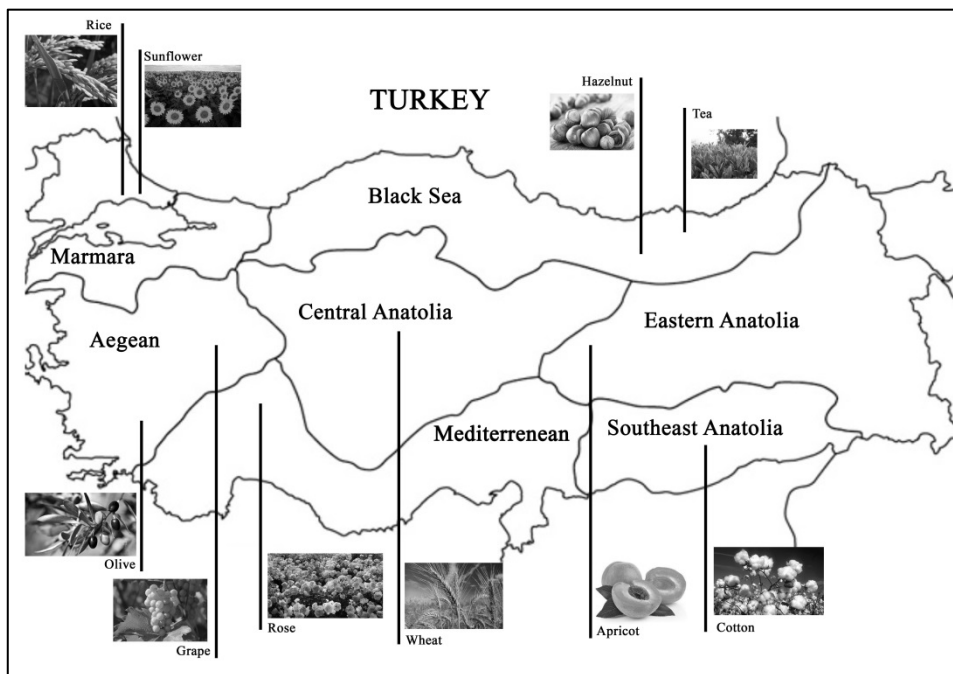 Rice
Sunflower
TURKEY
Hazelnut
Tea
Black Sea
Marmara
Central Anatolia
Eastern Anatolia
Aegean
Mediterrenean
Southeast Anatolia
Olive
Grape
Rose
Wheat
Apricot
Cotton